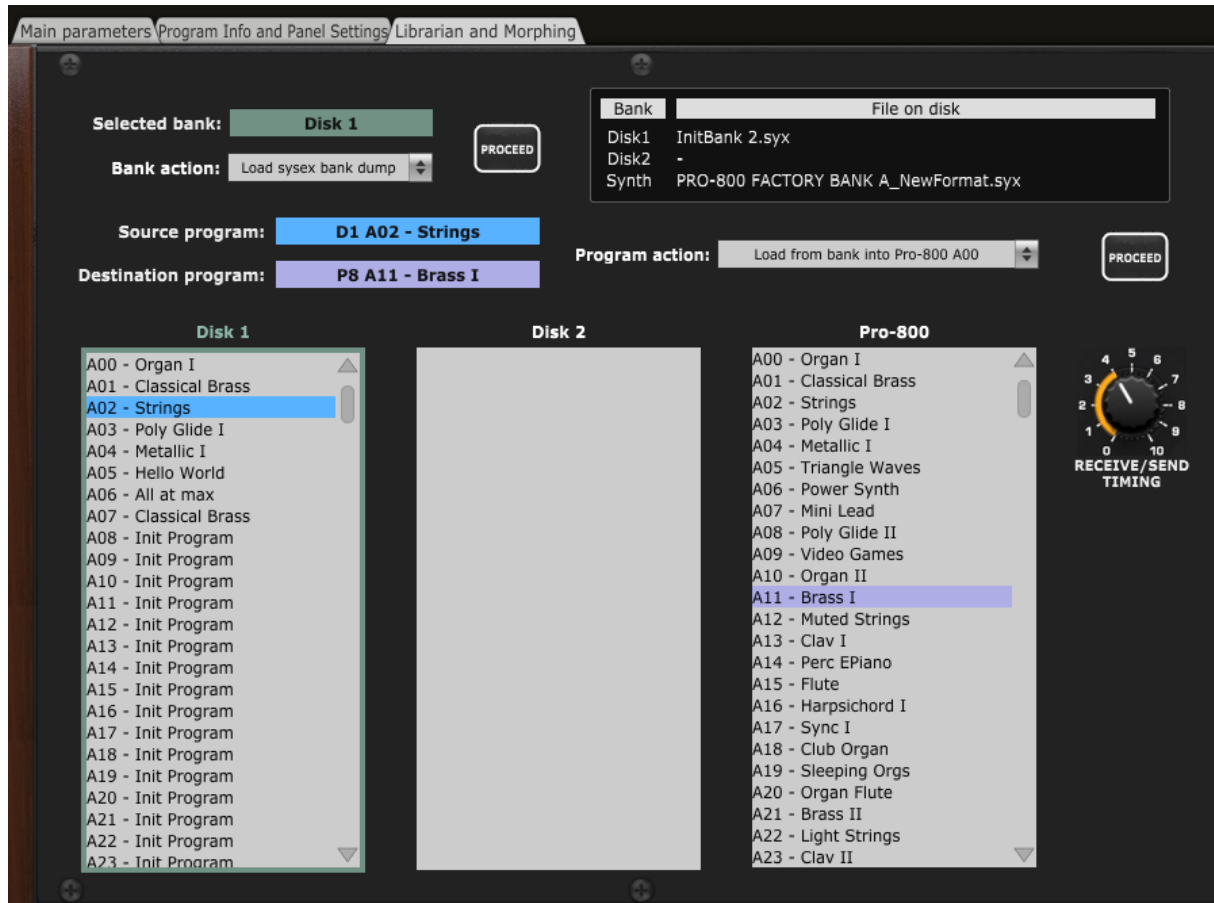 Main parameters Program Info and Panel Settings Librarian and Morphing
Selected bank: Disk 1
PROCEED
Bank action: Load sysex bank dump
Bank File on disk
Disk1 InitBank 2.syx
Disk2 -
Synth PRO-800 FACTORY BANK A_NewFormat.syx
Source program: D1 A02 - Strings
Destination program: P8 A11 - Brass I
Program action: Load from bank into Pro-800 A00
PROCEED
Disk 1
A00 - Organ I
A01 - Classical Brass
A02 - Strings
A03 - Poly Glide I
A04 - Metallic I
A05 - Hello World
A06 - All at max
A07 - Classical Brass
A08 - Init Program
A09 - Init Program
A10 - Init Program
A11 - Init Program
A12 - Init Program
A13 - Init Program
A14 - Init Program
A15 - Init Program
A16 - Init Program
A17 - Init Program
A18 - Init Program
A19 - Init Program
A20 - Init Program
A21 - Init Program
A22 - Init Program
A23 - Init Program
Disk 2
Pro-800
A00 - Organ I
A01 - Classical Brass
A02 - Strings
A03 - Poly Glide I
A04 - Metallic I
A05 - Triangle Waves
A06 - Power Synth
A07 - Mini Lead
A08 - Poly Glide II
A09 - Video Games
A10 - Organ II
A11 - Brass I
A12 - Muted Strings
A13 - Clav I
A14 - Perc EPiano
A15 - Flute
A16 - Harpsichord I
A17 - Sync I
A18 - Club Organ
A19 - Sleeping Orgs
A20 - Organ Flute
A21 - Brass II
A22 - Light Strings
A23 - Clav II
0 1 2 3 4 5 6 7 8 9 10
RECEIVE/SEND
TIMING